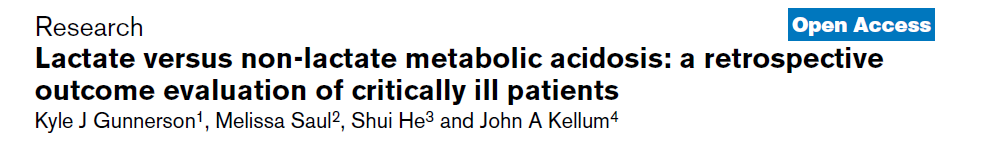 Research
Open Access
Lactate versus non-lactate metabolic acidosis: a retrospective
outcome evaluation of critically ill patients
Kyle J Gunnerson1, Melissa Saul2, Shui He3 and John A Kellum4